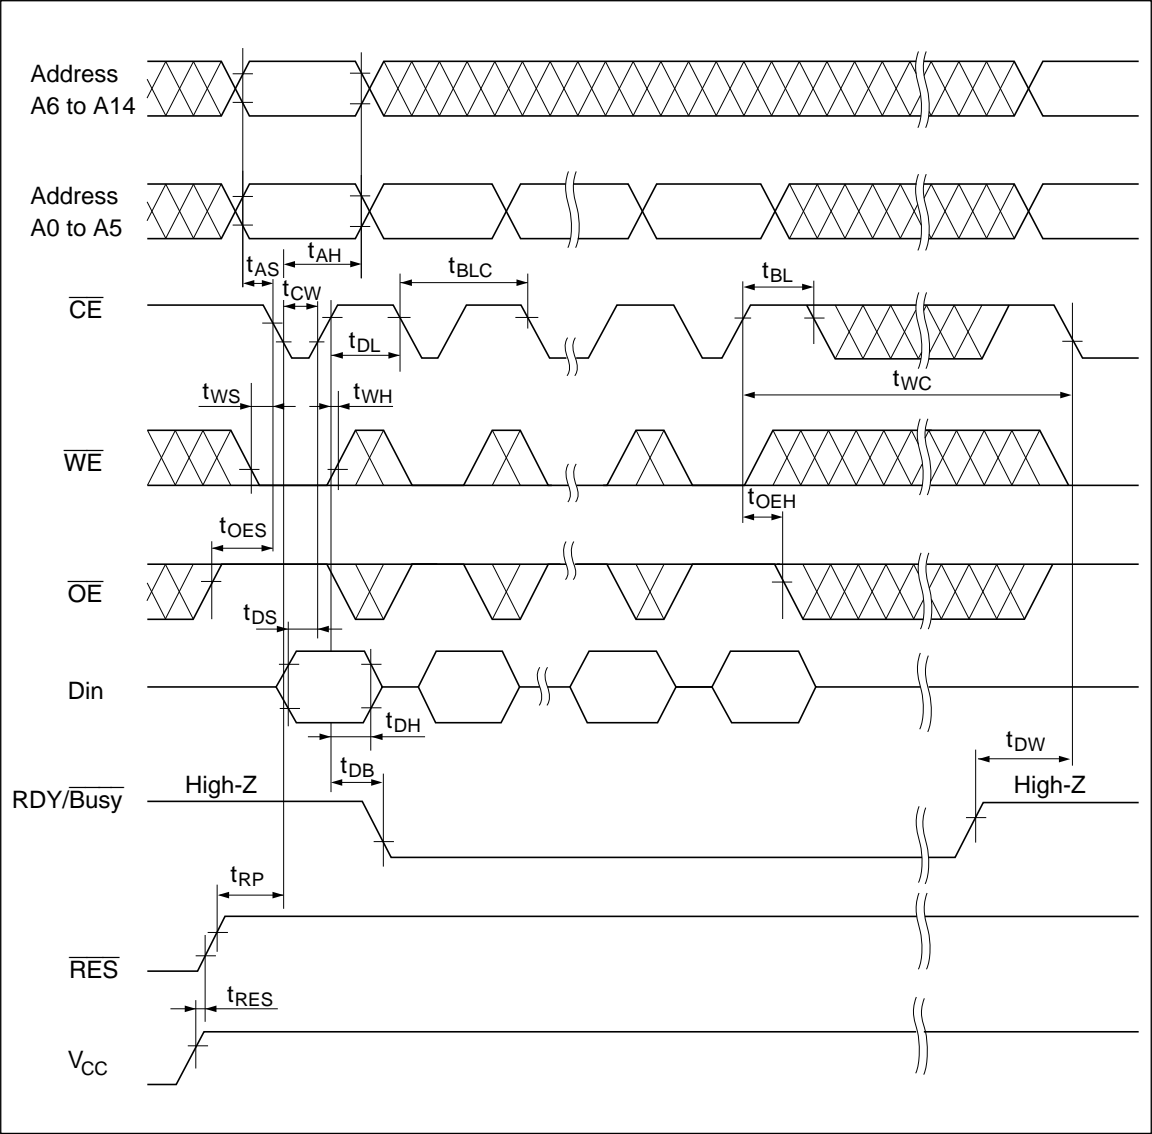 Address
A6 to A14
Address
A0 to A5
tAS
tAH
tBLC
tBL
CE
tCW
tDL
tWC
tWS
tWH
WE
tOEH
tOES
OE
tDS
Din
tDH
tDW
tDB
RDY/Busy
High-Z
High-Z
tRP
RES
tRES
VCC